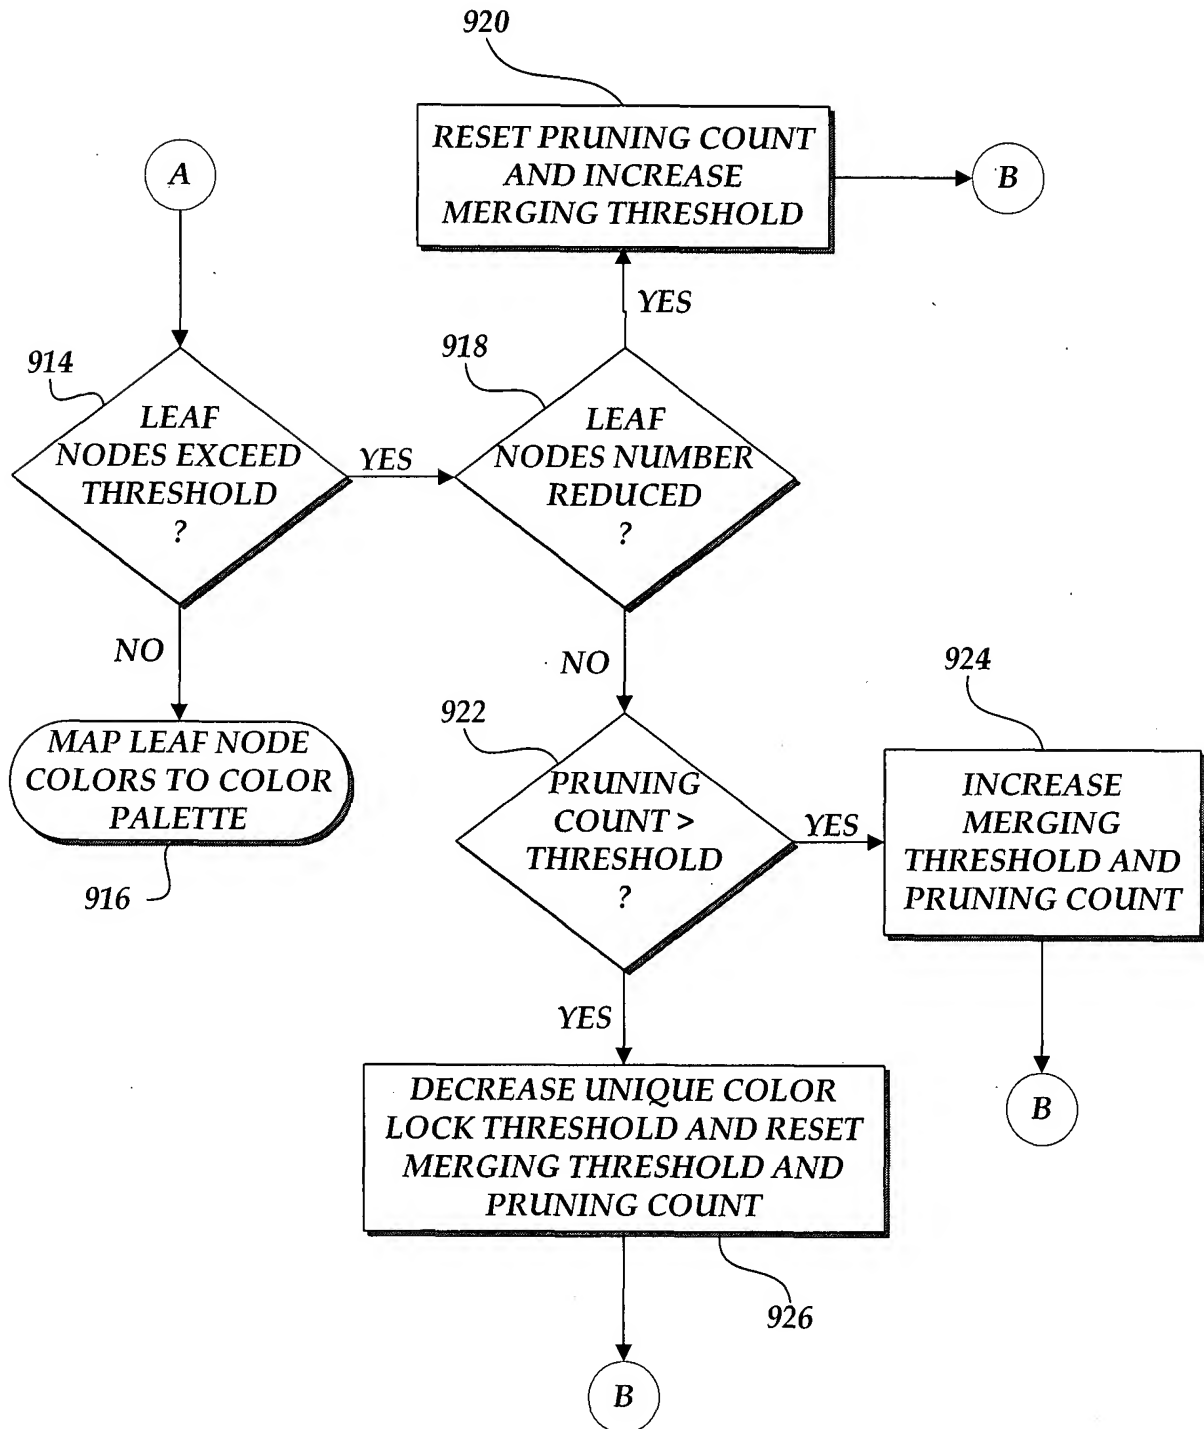 920
RESET PRUNING COUNT
AND INCREASE
MERGING THRESHOLD
A
B
YES
914
918
LEAF
NODES EXCEED
THRESHOLD
?
YES
LEAF
NODES NUMBER
REDUCED
?
NO
NO
924
922
MAP LEAF NODE
COLORS TO COLOR
PALETTE
916
PRUNING
COUNT >
THRESHOLD
?
YES
INCREASE
MERGING
THRESHOLD AND
PRUNING COUNT
YES
B
DECREASE UNIQUE COLOR
LOCK THRESHOLD AND RESET
MERGING THRESHOLD AND
PRUNING COUNT
926
B